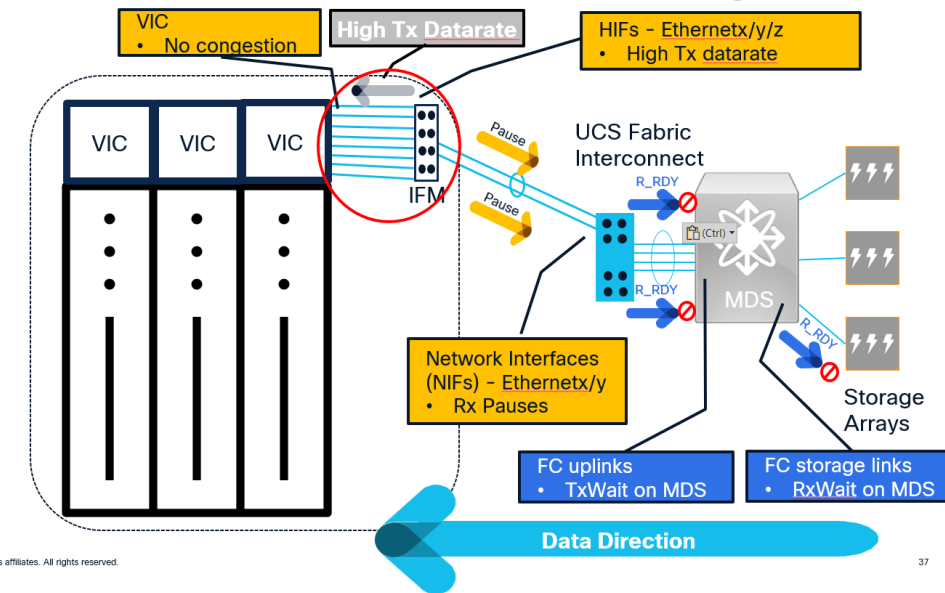 VIC
• No congestion
High Tx Datarate
HIFs - Ethernetx/y/z
• High Tx datarate
VIC
VIC
VIC
IFM
Pause
Pause
UCS Fabric
Interconnect
R_RDY
(Ctrl)
MDS
R_RDY
R_RDY
Network Interfaces
(NIFs) - Ethernetx/y
• Rx Pauses
Storage
Arrays
FC uplinks
• TxWait on MDS
FC storage links
• RxWait on MDS
Data Direction
s affiliates. All rights reserved.
37